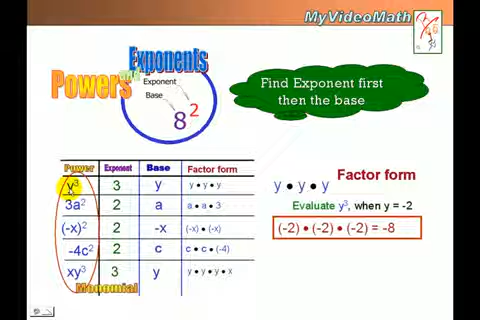 MyVideoMath
Powers and Exponents
Exponent
Base
8²
Find Exponent first
then the base
Power Exponent Base Factor form
y³ 3 y y • y • y
3a² 2 a a • a • 3
(-x)² 2 -x (-x) • (-x)
-4c² 2 c c • c • (-4)
xy³ 3 y y • y • y • x
Monomial
Factor form
y • y • y
Evaluate y³, when y = -2
(-2) • (-2) • (-2) = -8